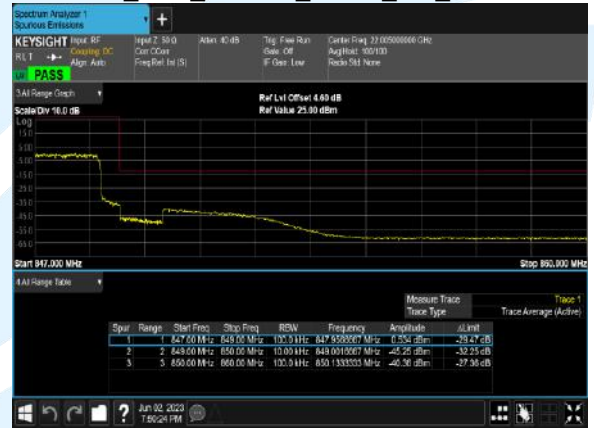 Spectrum Analyzer 1
Spurious Emissions
KEYSIGHT Input: RF
Coupling: DC
Align: Auto
Input Z: 50 Ω
Corr CCorr
Freq Ref: Int (S)
Atten: 40 dB
Trig: Free Run
Gate: Off
IF Gain: Low
Center Freq: 22.005000000 GHz
Avg|Hold: 100/100
Radio Std: None
RLT
PASS
3 All Range Graph
Scale/Div 10.0 dB
Ref Lvl Offset 4.60 dB
Ref Value 25.00 dBm
Log
15.0
5.00
-5.00
-15.0
-25.0
-35.0
-45.0
-55.0
-65.0
Start 847.000 MHz
Stop 860.000 MHz
4 All Range Table
Measure Trace Trace 1
Trace Type Trace Average (Active)
Spur Range Start Freq Stop Freq RBW Frequency Amplitude ΔLimit
1 1 847.00 MHz 849.00 MHz 100.0 kHz 847.9566667 MHz 0.534 dBm -29.47 dB
2 2 849.00 MHz 850.00 MHz 10.00 kHz 849.0016667 MHz -45.25 dBm -32.25 dB
3 3 850.00 MHz 860.00 MHz 100.0 kHz 850.1333333 MHz -40.36 dBm -27.36 dB
?
Jun 02, 2023
7:50:24 PM